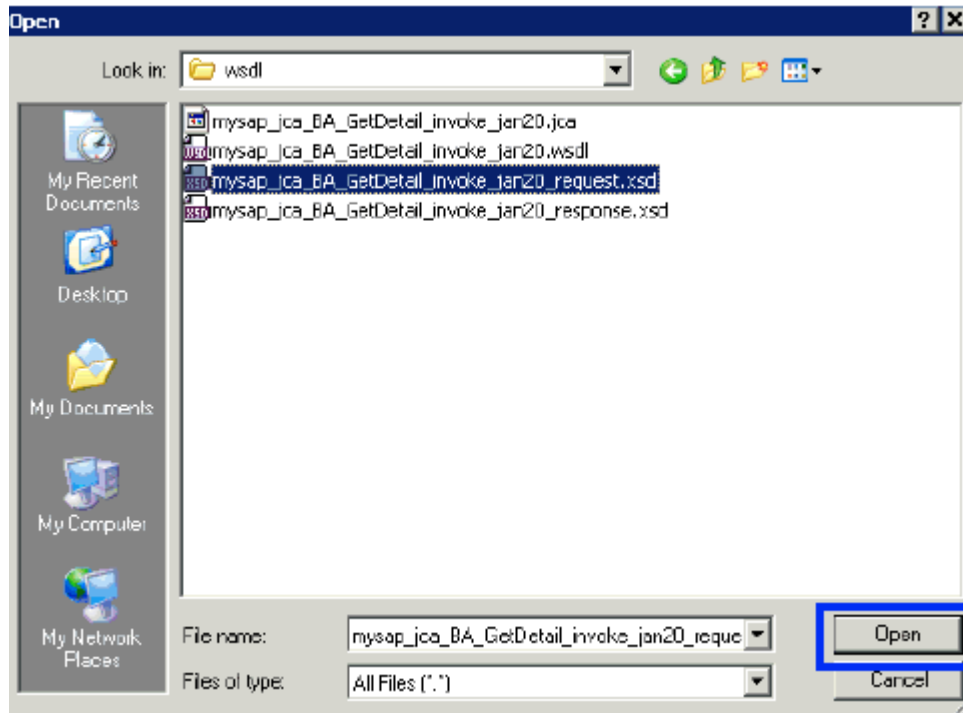 Open
Look in:
wsdl
mysap_jca_BA_GetDetail_invoke_jan20.jca
mysap_jca_BA_GetDetail_invoke_jan20.wsdl
mysap_jca_BA_GetDetail_invoke_jan20_request.xsd
mysap_jca_BA_GetDetail_invoke_jan20_response.xsd
My Recent
Documents
Desktop
My Documents
My Computer
My Network
Places
File name:
mysap_jca_BA_GetDetail_invoke_jan20_reque
Open
Files of type:
All Files (*.*)
Cancel